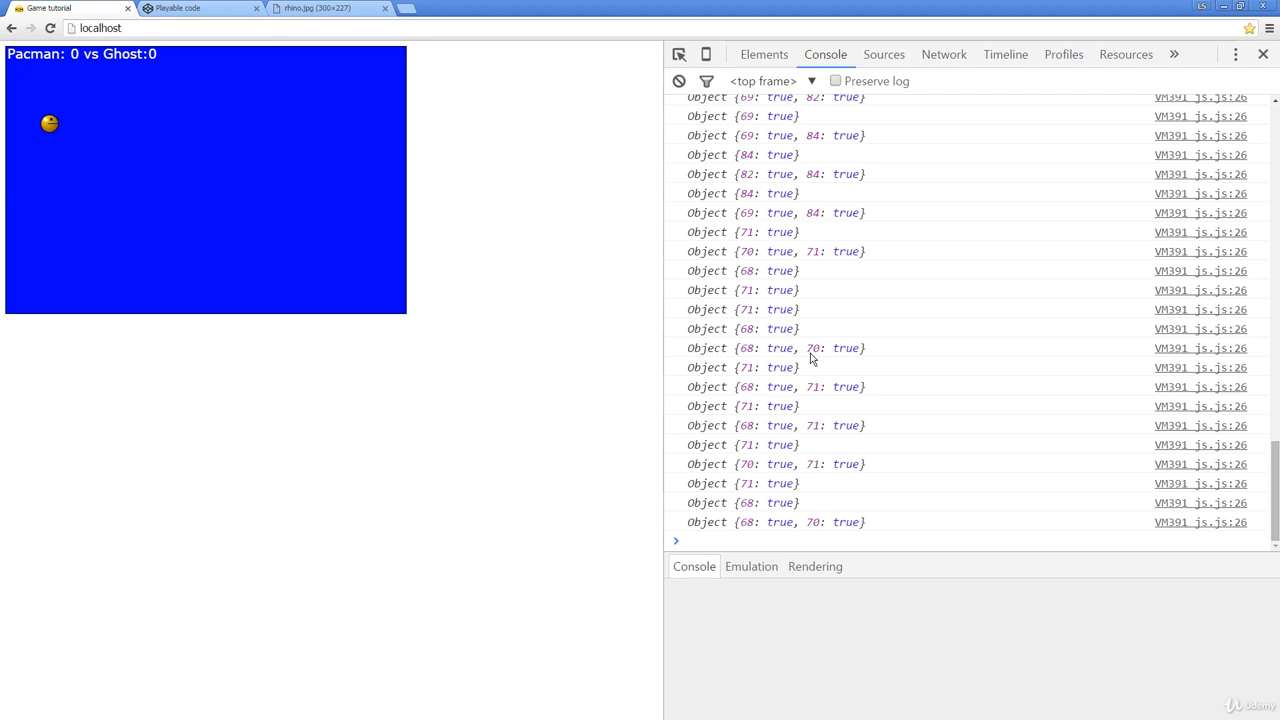 Game tutorial
Playable code
rhino.jpg (300×227)
LS
localhost
Pacman: 0 vs Ghost:0
Elements Console Sources Network Timeline Profiles Resources »
<top frame> ▼ Preserve log
Object {69: true, 82: true} VM391 js.js:26
Object {69: true} VM391 js.js:26
Object {69: true, 84: true} VM391 js.js:26
Object {84: true} VM391 js.js:26
Object {82: true, 84: true} VM391 js.js:26
Object {84: true} VM391 js.js:26
Object {69: true, 84: true} VM391 js.js:26
Object {71: true} VM391 js.js:26
Object {70: true, 71: true} VM391 js.js:26
Object {68: true} VM391 js.js:26
Object {71: true} VM391 js.js:26
Object {71: true} VM391 js.js:26
Object {68: true} VM391 js.js:26
Object {68: true, 70: true} VM391 js.js:26
Object {71: true} VM391 js.js:26
Object {68: true, 71: true} VM391 js.js:26
Object {71: true} VM391 js.js:26
Object {68: true, 71: true} VM391 js.js:26
Object {71: true} VM391 js.js:26
Object {70: true, 71: true} VM391 js.js:26
Object {71: true} VM391 js.js:26
Object {68: true} VM391 js.js:26
Object {68: true, 70: true} VM391 js.js:26
>
Console Emulation Rendering
Udemy